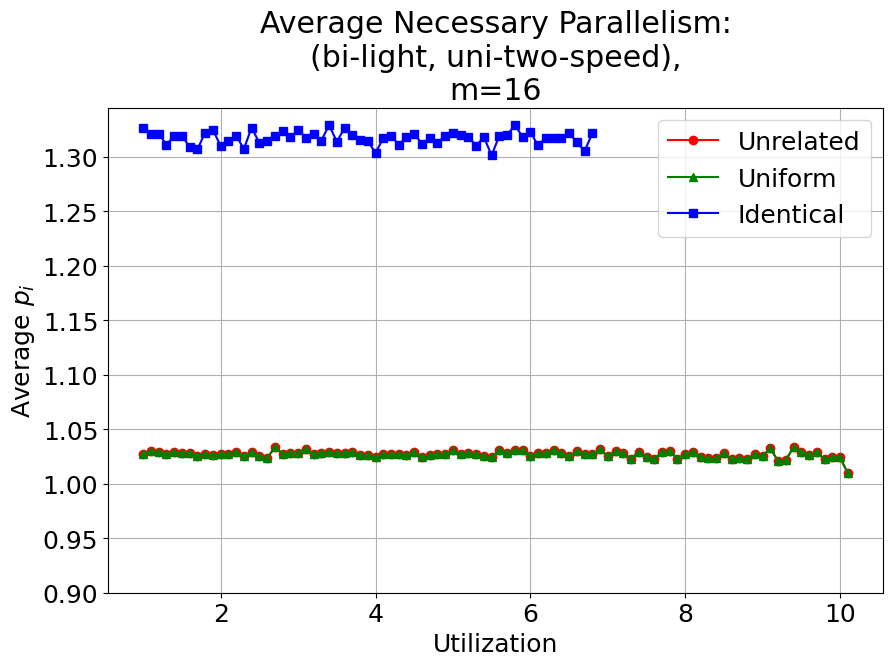 Average Necessary Parallelism:
(bi-light, uni-two-speed),
m=16
Unrelated
Uniform
Identical
1.30
1.25
1.20
1.15
1.10
1.05
1.00
0.95
0.90
Average $p_i$
2 4 6 8 10
Utilization